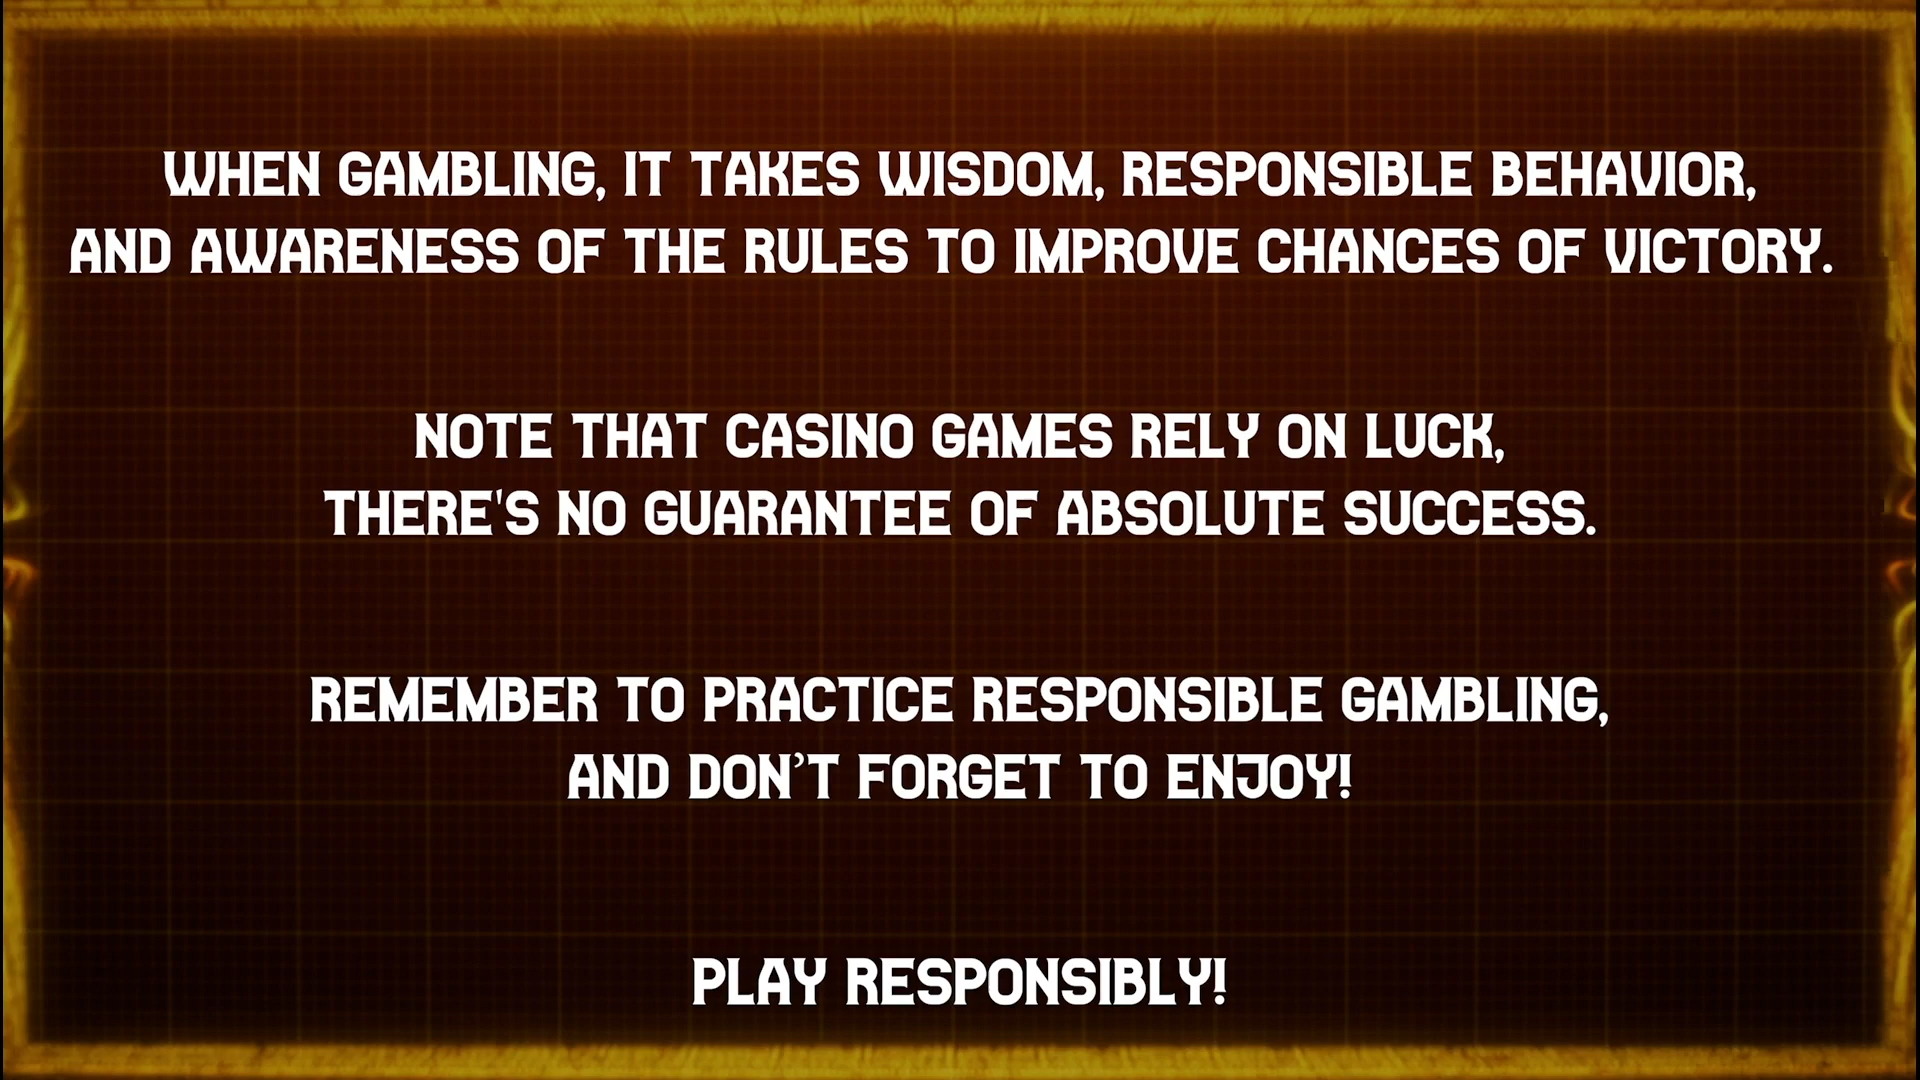 WHEN GAMBLING, IT TAKES WISDOM, RESPONSIBLE BEHAVIOR,
AND AWARENESS OF THE RULES TO IMPROVE CHANCES OF VICTORY.
NOTE THAT CASINO GAMES RELY ON LUCK,
THERE'S NO GUARANTEE OF ABSOLUTE SUCCESS.
REMEMBER TO PRACTICE RESPONSIBLE GAMBLING,
AND DON’T FORGET TO ENJOY!
PLAY RESPONSIBLY!